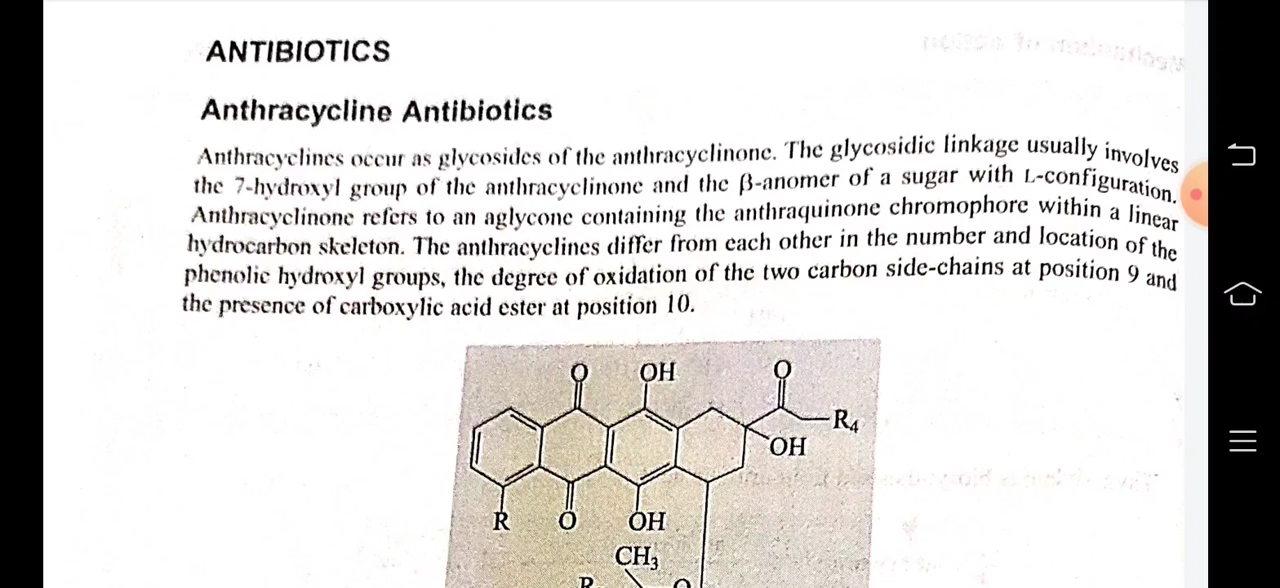 ANTIBIOTICS
Anthracycline Antibiotics
Anthracyclines occur as glycosides of the anthracyclinone. The glycosidic linkage usually involves
the 7-hydroxyl group of the anthracyclinone and the β-anomer of a sugar with L-configuration.
Anthracyclinone refers to an aglycone containing the anthraquinone chromophore within a linear
hydrocarbon skeleton. The anthracyclines differ from each other in the number and location of the
phenolic hydroxyl groups, the degree of oxidation of the two carbon side-chains at position 9 and
the presence of carboxylic acid ester at position 10.
O OH O
R4
OH
R O OH
CH3
R O